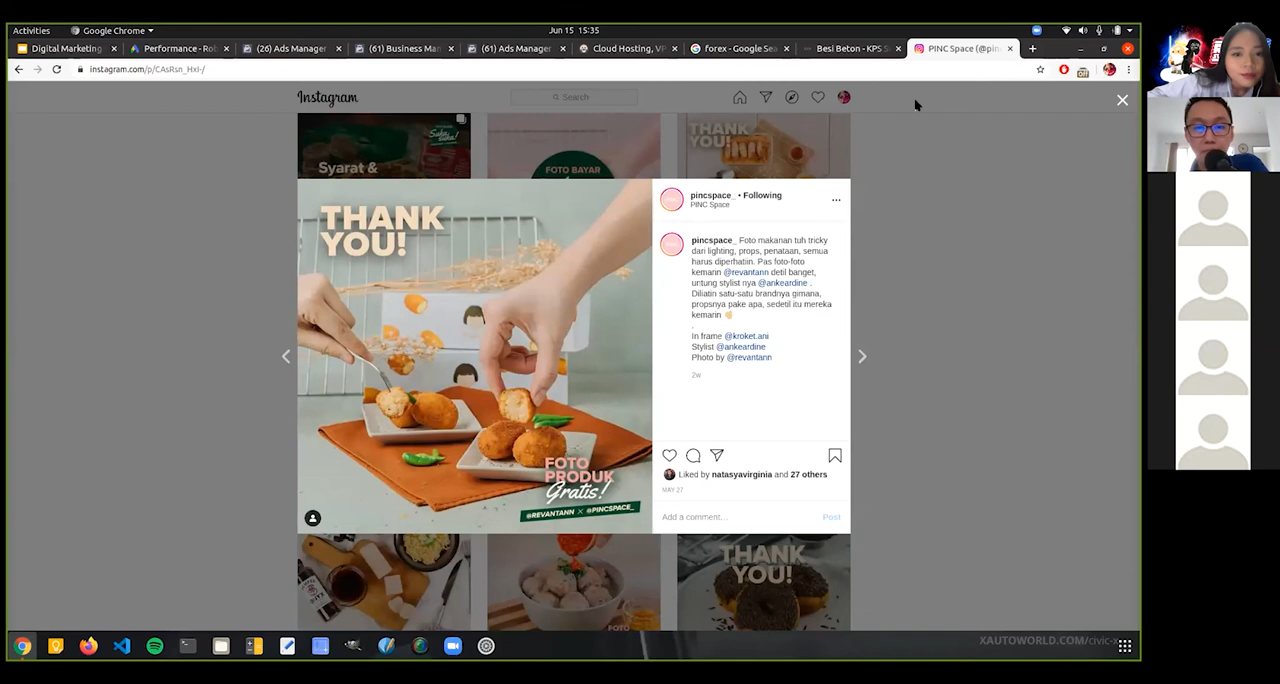 Activities
Google Chrome
Jun 15 15:35
Digital Marketing
Performance - Rob
(26) Ads Manager
(61) Business Man
(61) Ads Manager
Cloud Hosting, VP
forex - Google Sea
Besi Beton - KPS S
PINC Space (@pin
instagram.com/p/CAsRsn_HxI-/
Off
Instagram
Search
Syarat &
FOTO BAYAR
THANK
YOU!
THANK
YOU!
FOTO
PRODUK
Gratis!
@REVANTANN X @PINCSPACE_
pincspace_ • Following
PINC Space
pincspace_ Foto makanan tuh tricky
dari lighting, props, penataan, semua
harus diperhatiin. Pas foto-foto
kemarin @revantann detil banget,
untung stylist nya @ankeardine .
Diliatin satu-satu brandnya gimana,
propsnya pake apa, sedetil itu mereka
kemarin
.
In frame @kroket.ani
Stylist @ankeardine
Photo by @revantann
2w
Liked by natasyavirginia and 27 others
MAY 27
Add a comment...
Post
THANK
YOU!
FOTO
XAUTOWORLD.COM/civic-x